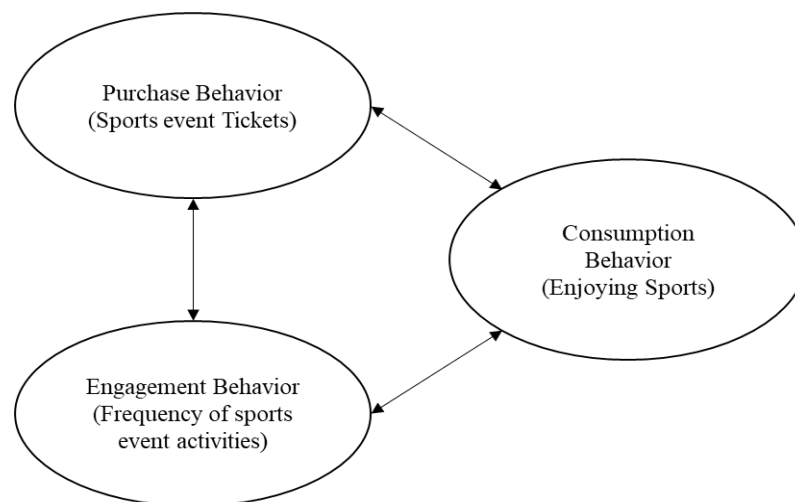 Purchase Behavior
(Sports event Tickets)
Consumption
Behavior
(Enjoying Sports)
Engagement Behavior
(Frequency of sports
event activities)